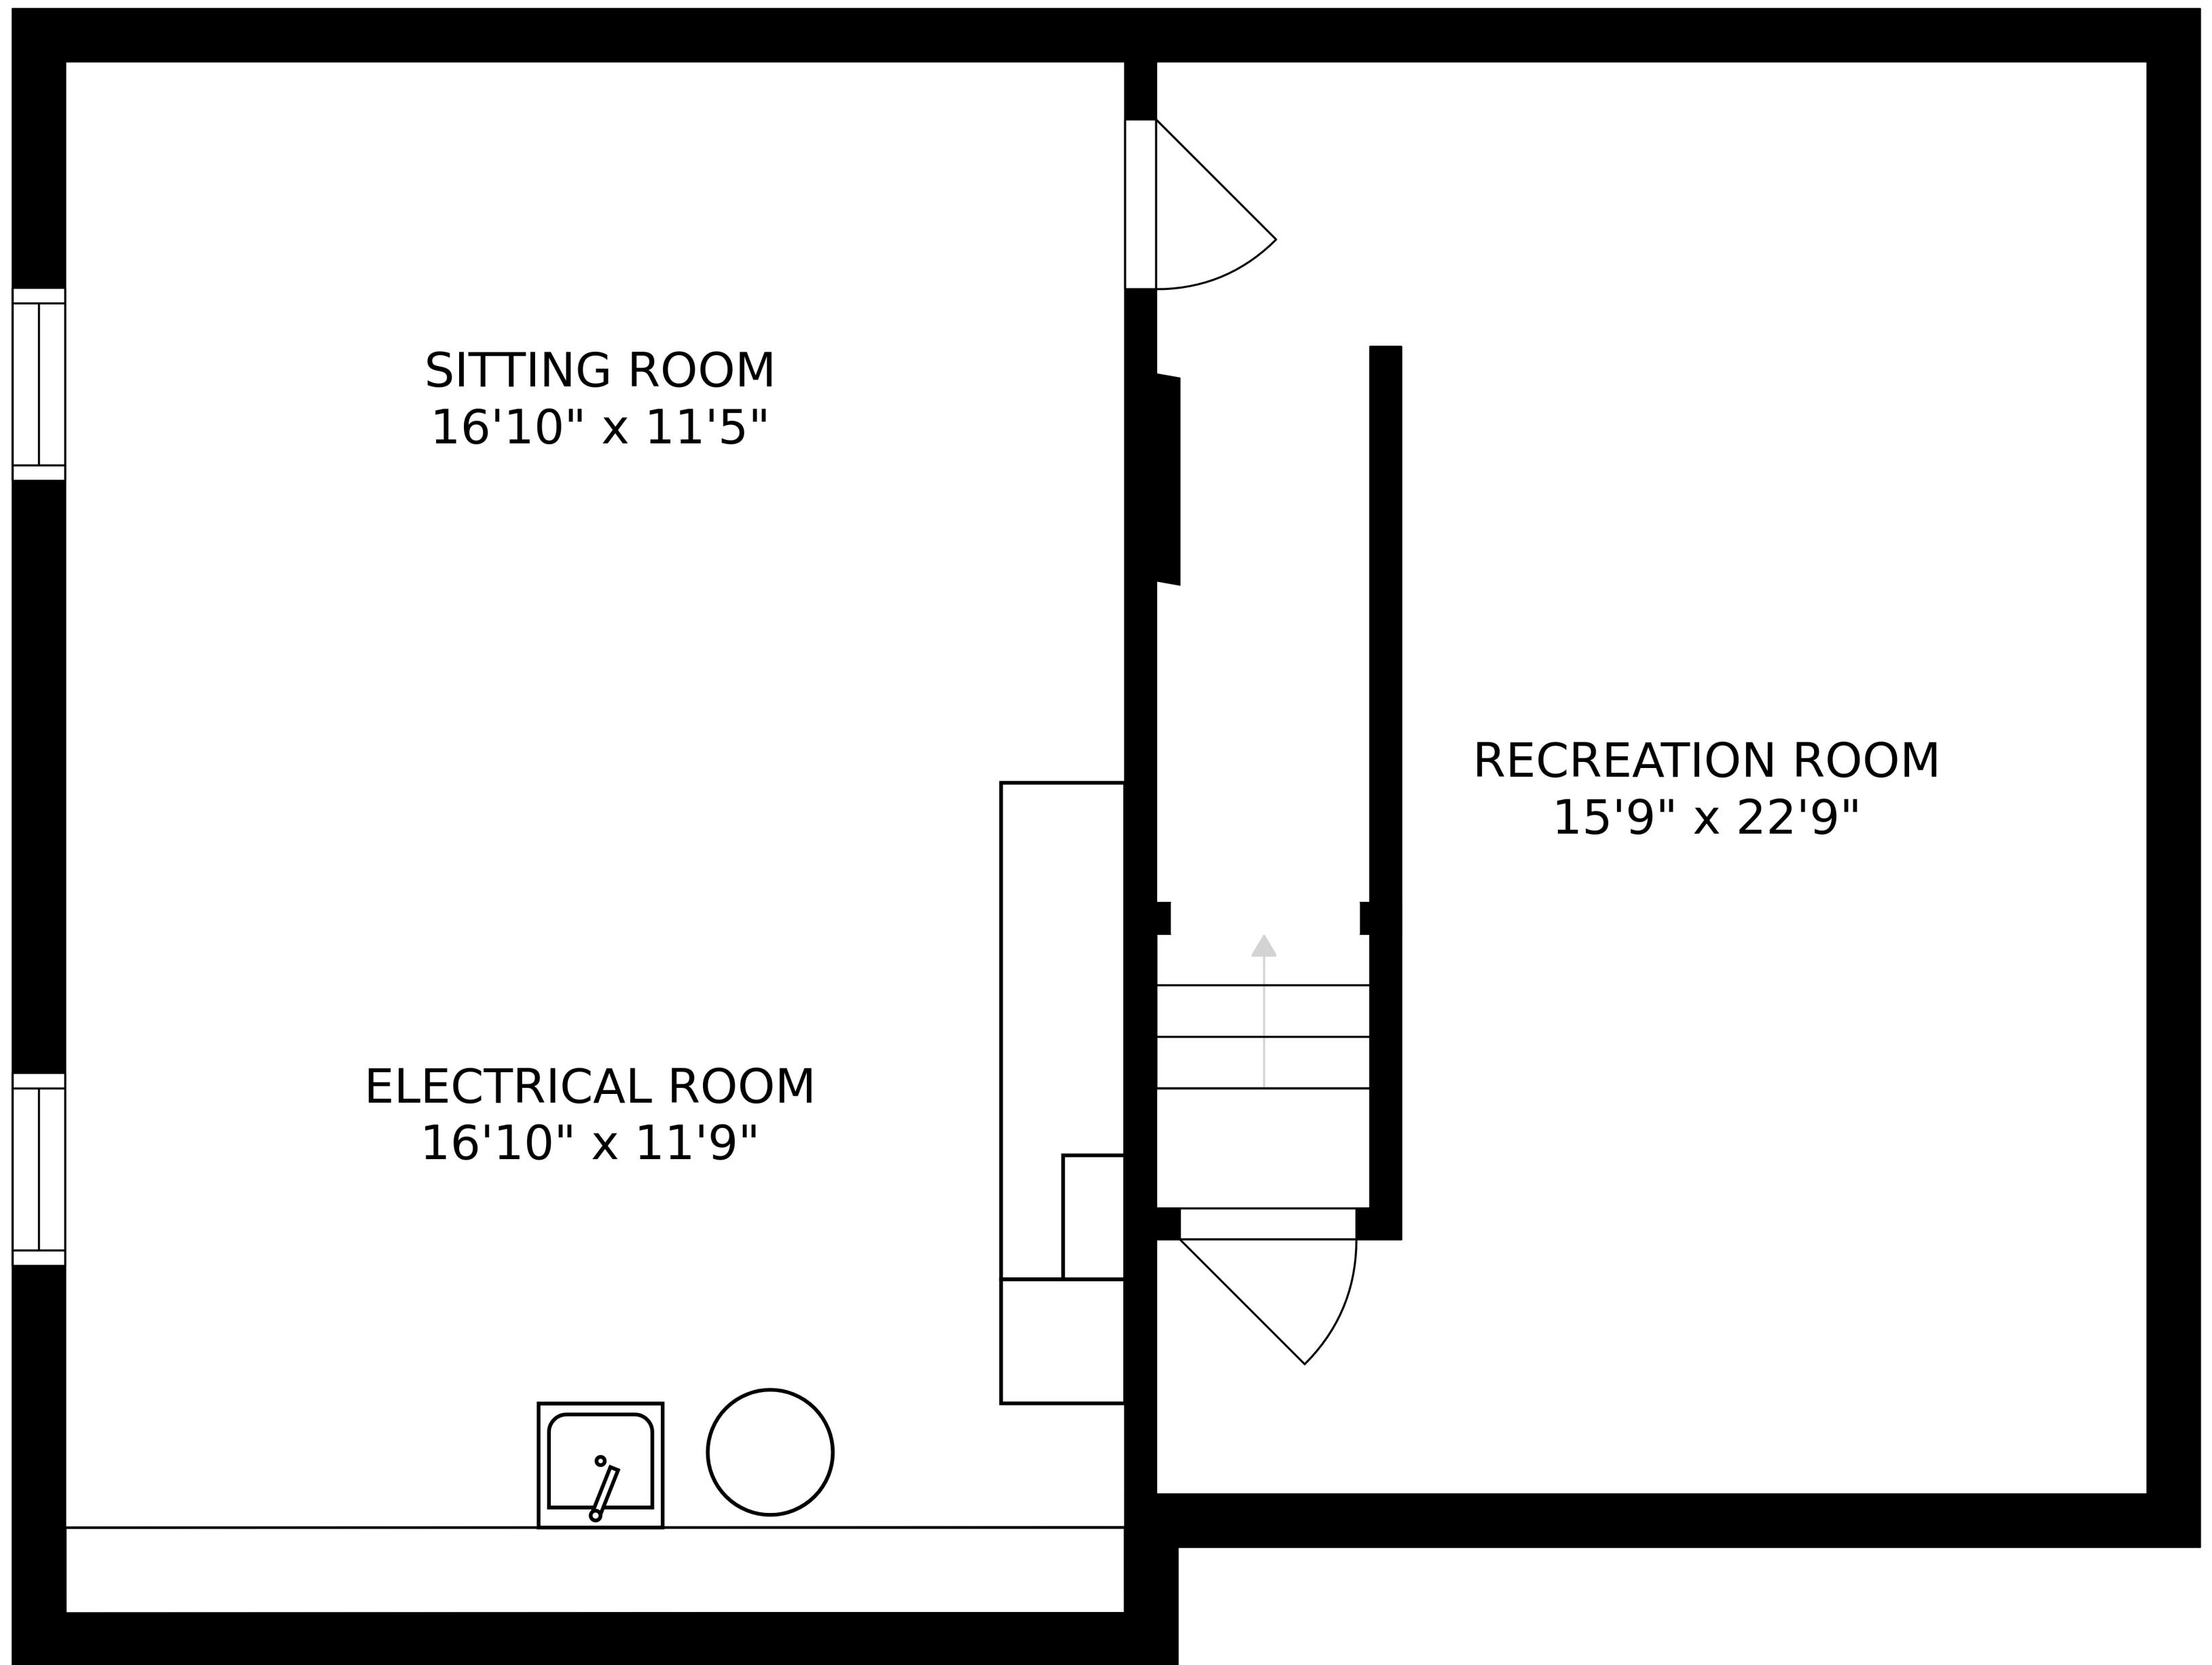 SITTING ROOM
16'10" x 11'5"
RECREATION ROOM
15'9" x 22'9"
ELECTRICAL ROOM
16'10" x 11'9"